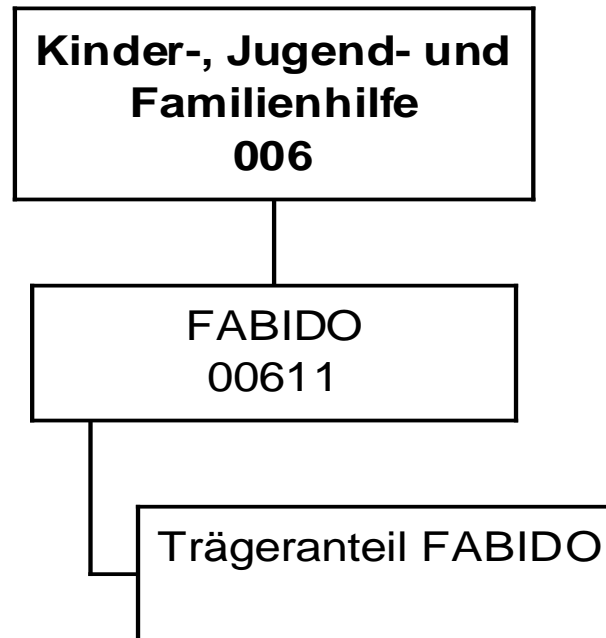 Kinder-, Jugend- und
Familienhilfe
006
FABIDO
00611
Trägeranteil FABIDO